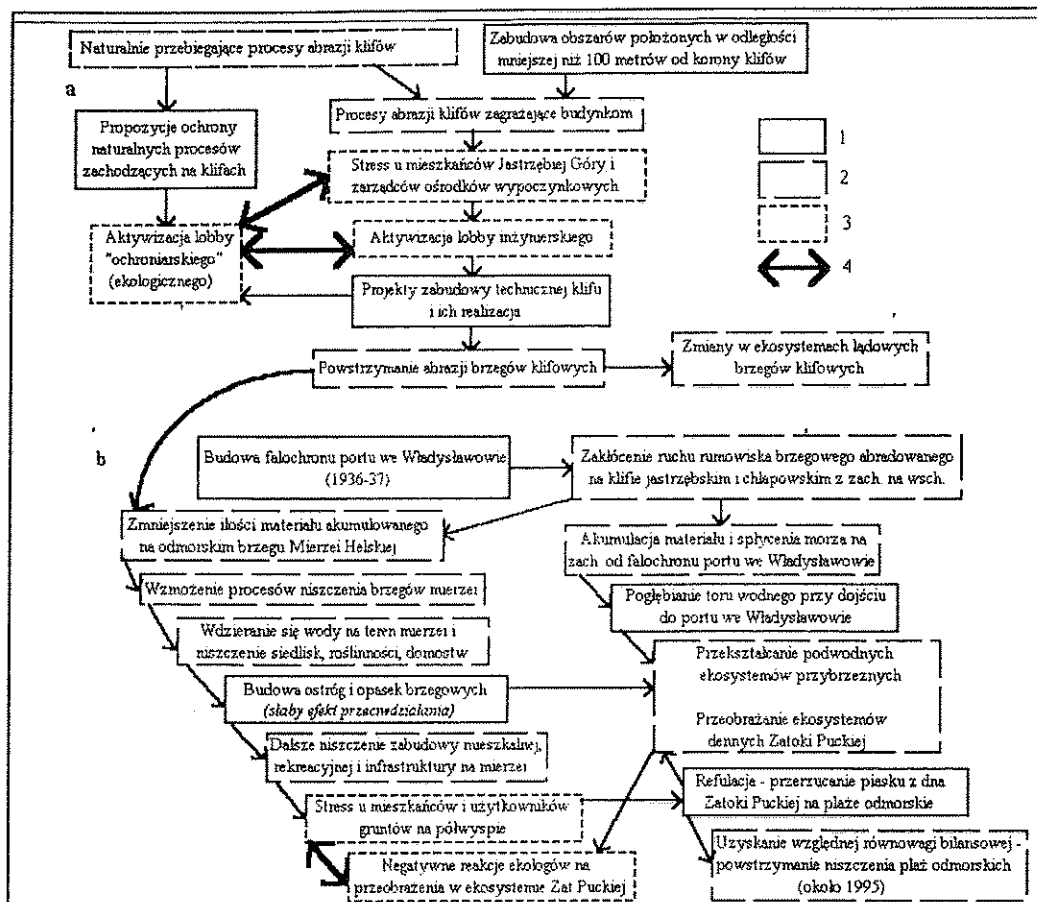 Naturalnie przebiegające procesy abrazji klifów
Zabudowa obszarów położonych w odległości
mniejszej niż 100 metrów od korony klifów
a
Propozycje ochrony
naturalnych procesów
zachodzących na klifach
Procesy abrazji klifów zagrażające budynkom
Stress u mieszkańców Jastrzębiej Góry i
zarządców ośrodków wypoczynkowych
Aktywizacja lobby
"ochroniarskiego"
(ekologicznego)
Aktywizacja lobby inżynierskiego
Projekty zabudowy technicznej klifu
i ich realizacja
Powstrzymanie abrazji brzegów klifowych
Zmiany w ekosystemach lądowych
brzegów klifowych
1
2
3
4
b
Budowa falochronu portu we Władysławowie
(1936-37)
Zakłócenie ruchu rumowiska brzegowego abradowanego
na klifie jastrzębskim i chłapowskim z zach. na wsch.
Zmniejszenie ilości materiału akumulowanego
na odmorskim brzegu Mierzei Helskiej
Akumulacja materiału i spłycenia morza na
zach. od falochronu portu we Władysławowie
Wzmożenie procesów niszczenia brzegów mierzei
Pogłębianie toru wodnego przy dojściu
do portu we Władysławowie
Wdzieranie się wody na teren mierzei i
niszczenie siedlisk, roślinności, domostw
Przekształcanie podwodnych
ekosystemów przybrzeznych
Przeobrażanie ekosystemów
dennych Zatoki Puckiej
Budowa ostróg i opasek brzegowych
(słaby efekt przeciwdziałania)
Dalsze niszczenie zabudowy mieszkalnej,
rekreacyjnej i infrastruktury na mierzei
Refulacja - przerzucanie piasku z dna
Zatoki Puckiej na plaże odmorskie
Stress u mieszkańców i użytkowników
gruntów na półwyspie
Negatywne reakcje ekologów na
przeobrażenia w ekosystemie Zat Puckiej
Uzyskanie względnej równowagi bilansowej -
powstrzymanie niszczenia plaż odmorskich
(około 1995)